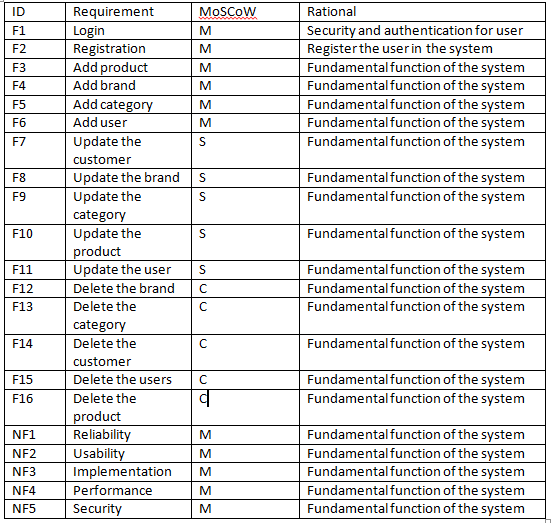 ID Requirement MoSCoW Rational
F1 Login M Security and authentication for user
F2 Registration M Register the user in the system
F3 Add product M Fundamental function of the system
F4 Add brand M Fundamental function of the system
F5 Add category M Fundamental function of the system
F6 Add user M Fundamental function of the system
F7 Update the S Fundamental function of the system
customer
F8 Update the brand S Fundamental function of the system
F9 Update the S Fundamental function of the system
category
F10 Update the S Fundamental function of the system
product
F11 Update the user S Fundamental function of the system
F12 Delete the brand C Fundamental function of the system
F13 Delete the C Fundamental function of the system
category
F14 Delete the C Fundamental function of the system
customer
F15 Delete the users C Fundamental function of the system
F16 Delete the C Fundamental function of the system
product
NF1 Reliability M Fundamental function of the system
NF2 Usability M Fundamental function of the system
NF3 Implementation M Fundamental function of the system
NF4 Performance M Fundamental function of the system
NF5 Security M Fundamental function of the system